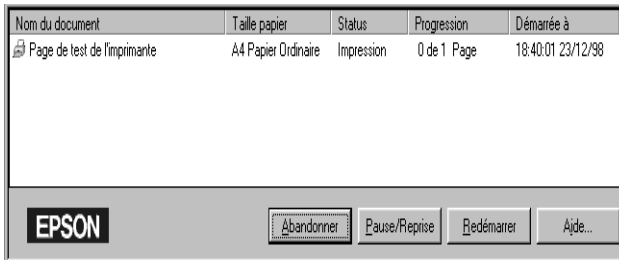 Nom du document Taille papier Status Progression Démarrée à
Page de test de l'imprimante A4 Papier Ordinaire Impression 0 de 1 Page 18:40:01 23/12/98
EPSON Abandonner Pause/Reprise Redémarrer Aide...